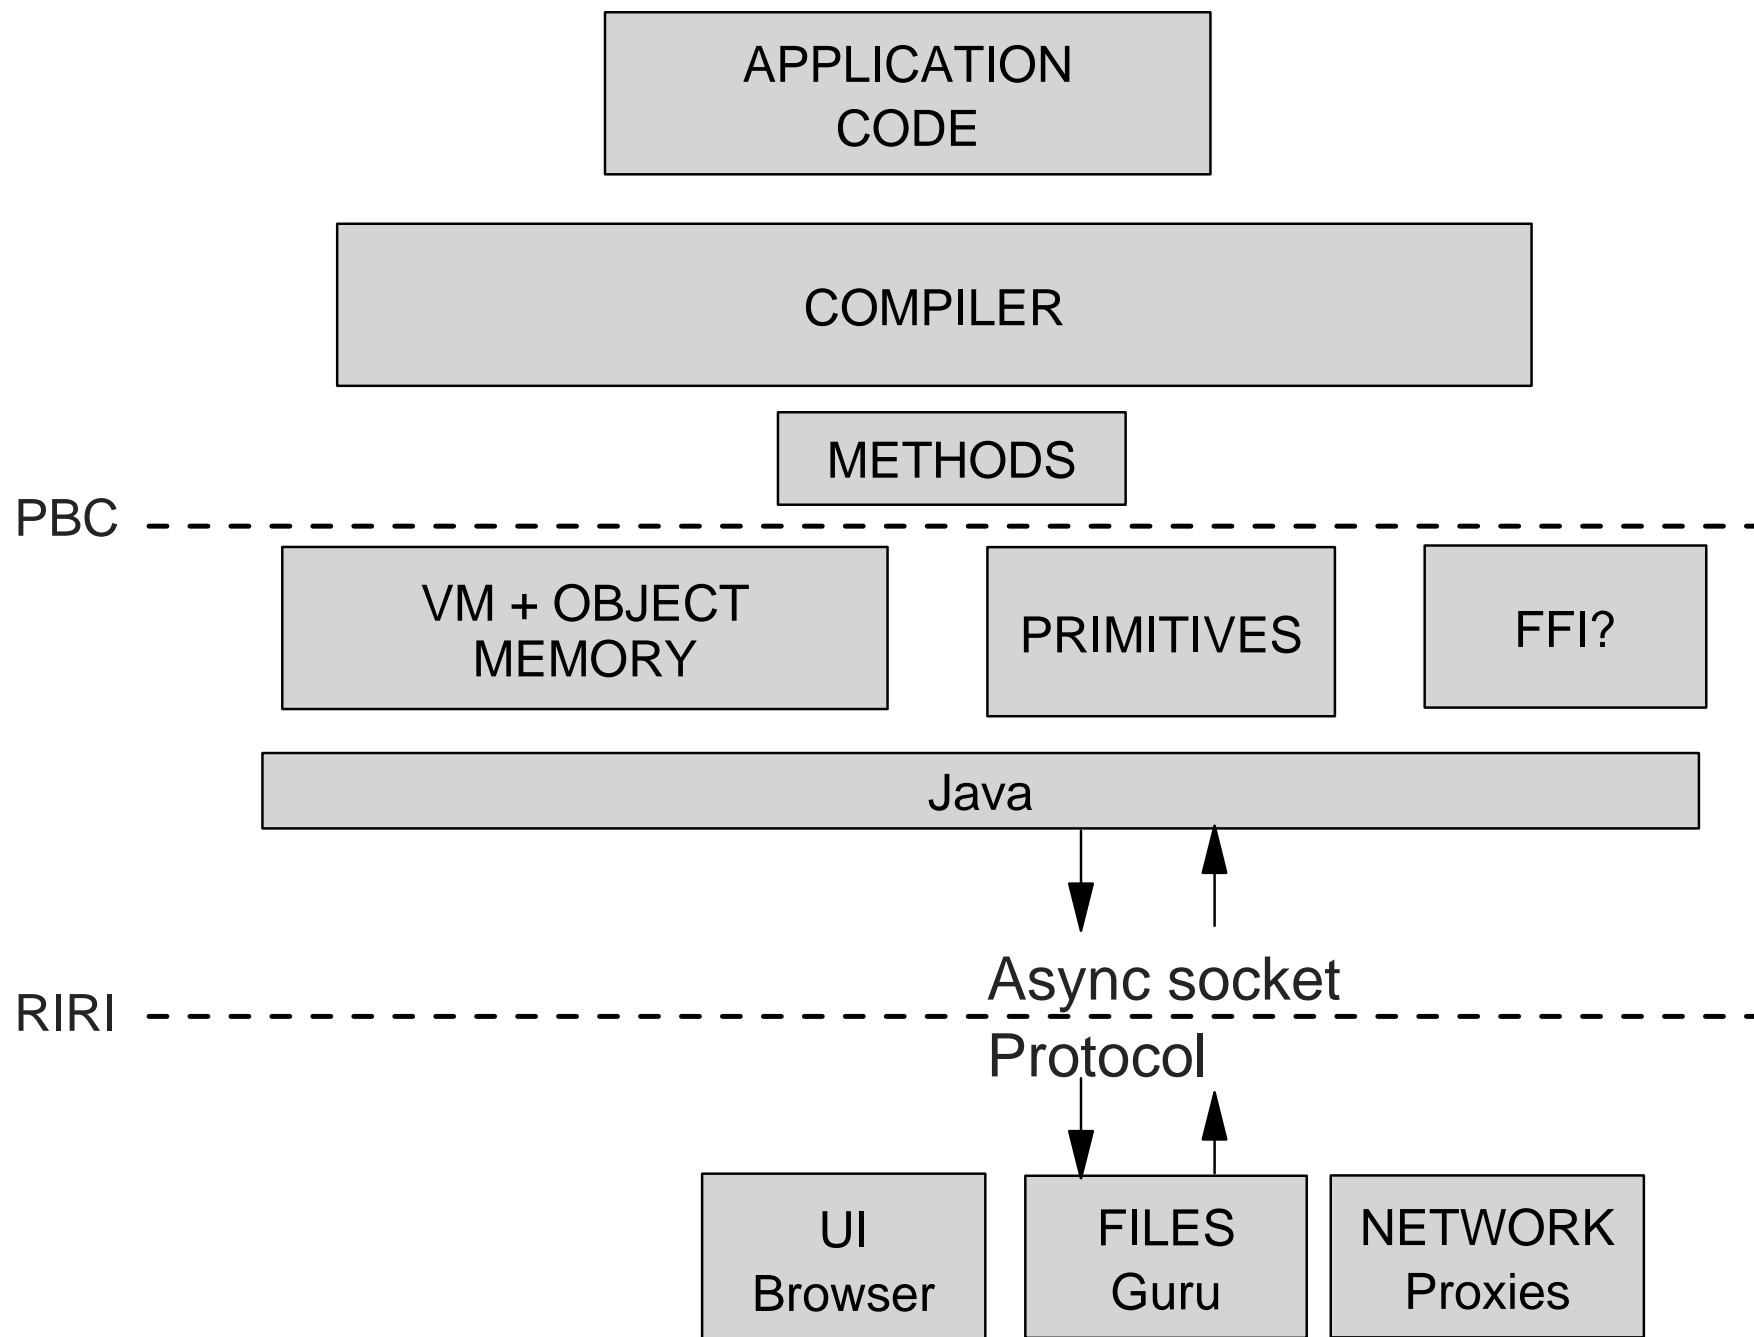 APPLICATION
CODE
COMPILER
METHODS
PBC
VM + OBJECT
MEMORY
PRIMITIVES
FFI?
Java
Async socket
RIRI
Protocol
UI
Browser
FILES
Guru
NETWORK
Proxies